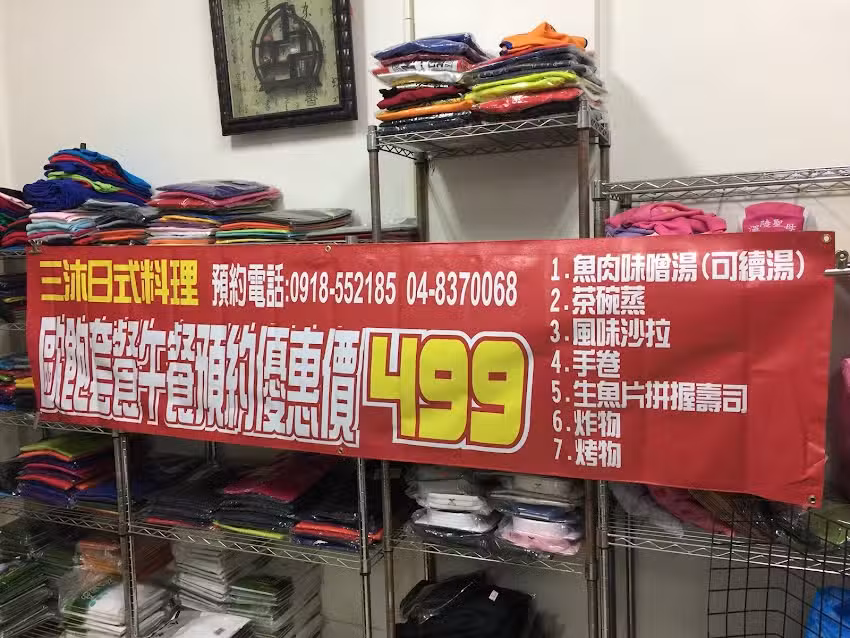 三沐日式料理 預約電話:0918-552185 04-8370068
歐飽套餐午餐預約優惠價499
1.魚肉味噌湯(可續湯)
2.茶碗蒸
3.風味沙拉
4.手卷
5.生魚片拼握壽司
6.炸物
7.烤物